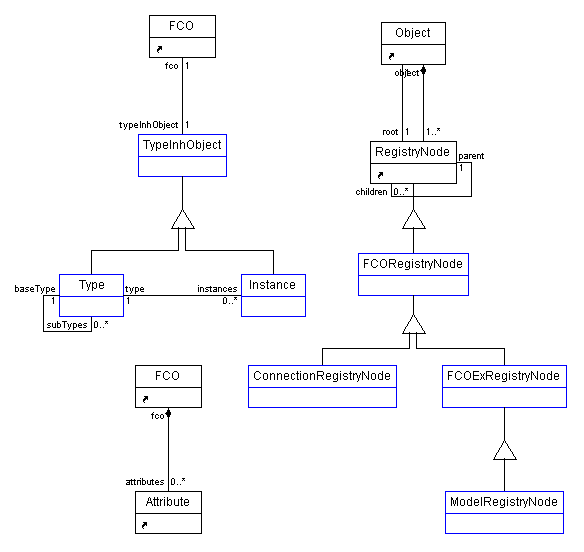 FCO
fco 1
typeInhObject 1
TypeInhObject
baseType
1
Type
type
1
instances
0..*
Instance
subTypes 0..*
FCO
fco
attributes 0..*
Attribute
Object
object
root 1 1..*
RegistryNode
parent
1
children 0..*
FCORegistryNode
ConnectionRegistryNode
FCOExRegistryNode
ModelRegistryNode